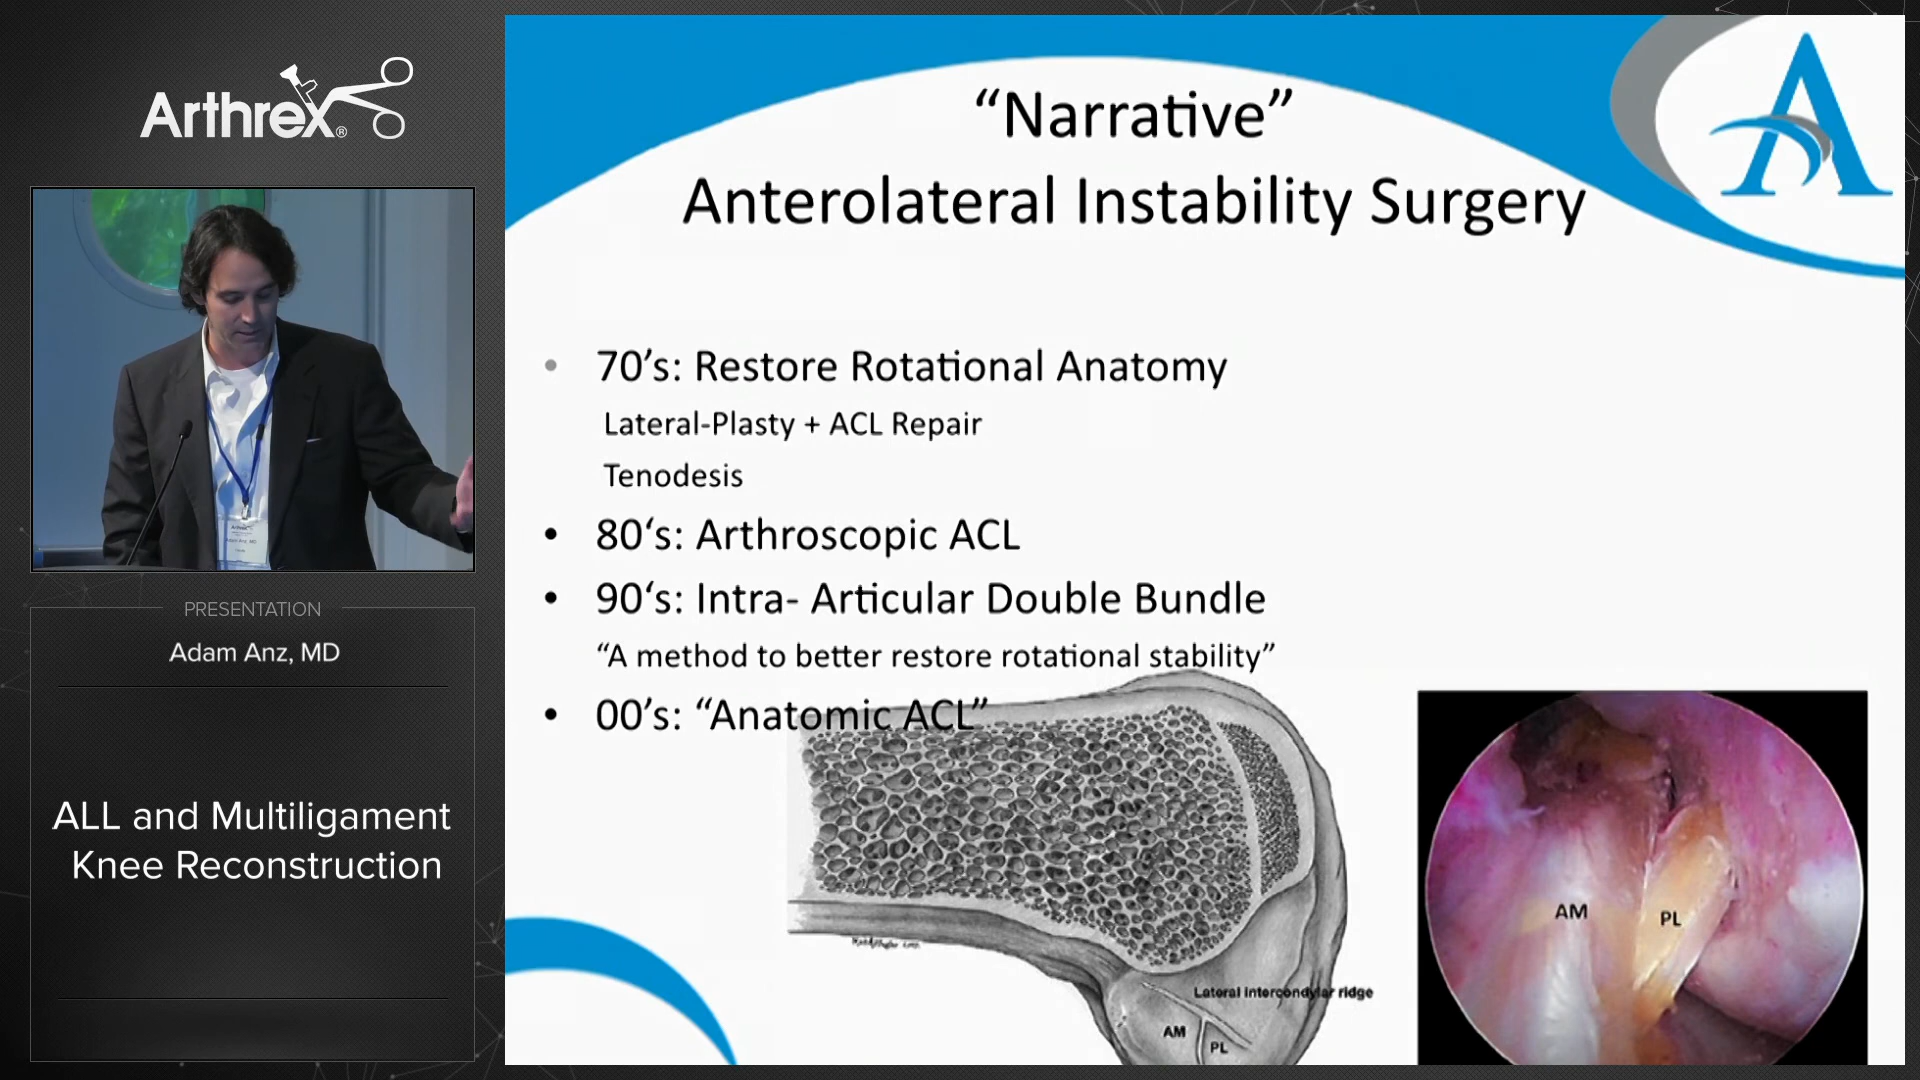 Arthrex®
PRESENTATION
Adam Anz, MD
ALL and Multiligament
Knee Reconstruction
“Narrative”
Anterolateral Instability Surgery
• 70’s: Restore Rotational Anatomy
Lateral-Plasty + ACL Repair
Tenodesis
• 80‘s: Arthroscopic ACL
• 90‘s: Intra- Articular Double Bundle
“A method to better restore rotational stability”
• 00’s: “Anatomic ACL”
Lateral intercondylar ridge
AM
PL
AM
PL